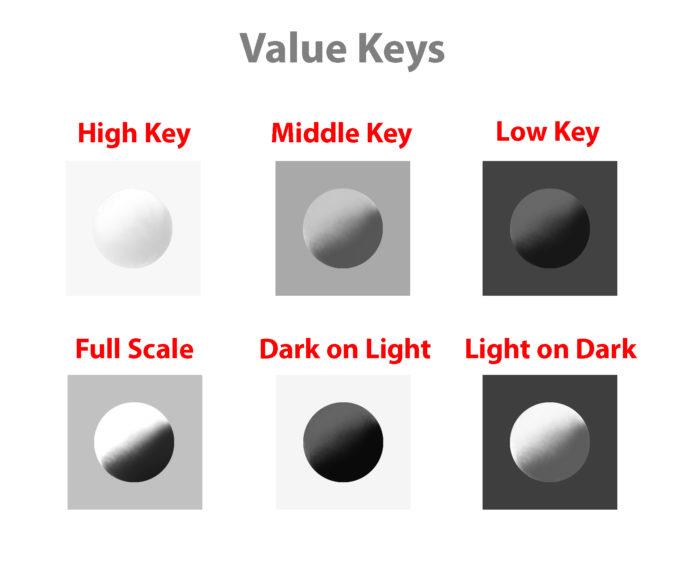 Value Keys
High Key
Middle Key
Low Key
Full Scale
Dark on Light
Light on Dark